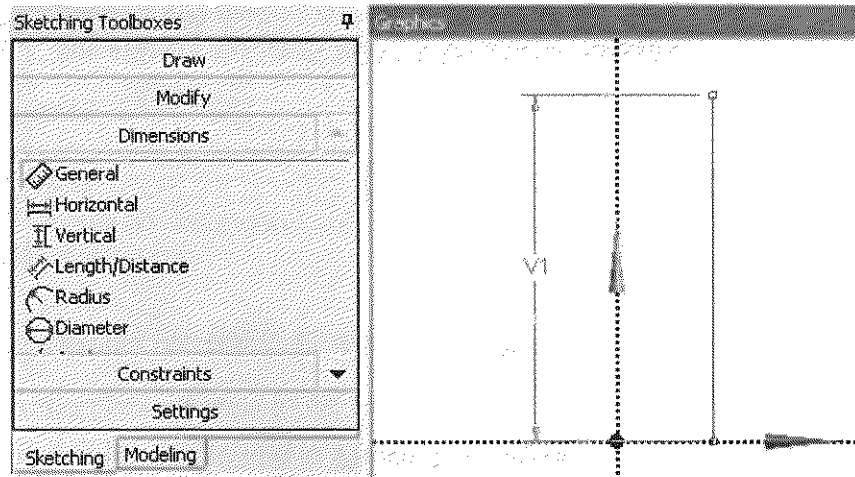 Sketching Toolboxes
Graphics
Draw
Modify
Dimensions
General
Horizontal
Vertical
Length/Distance
Radius
Diameter
Constraints
Settings
Sketching
Modeling
V1